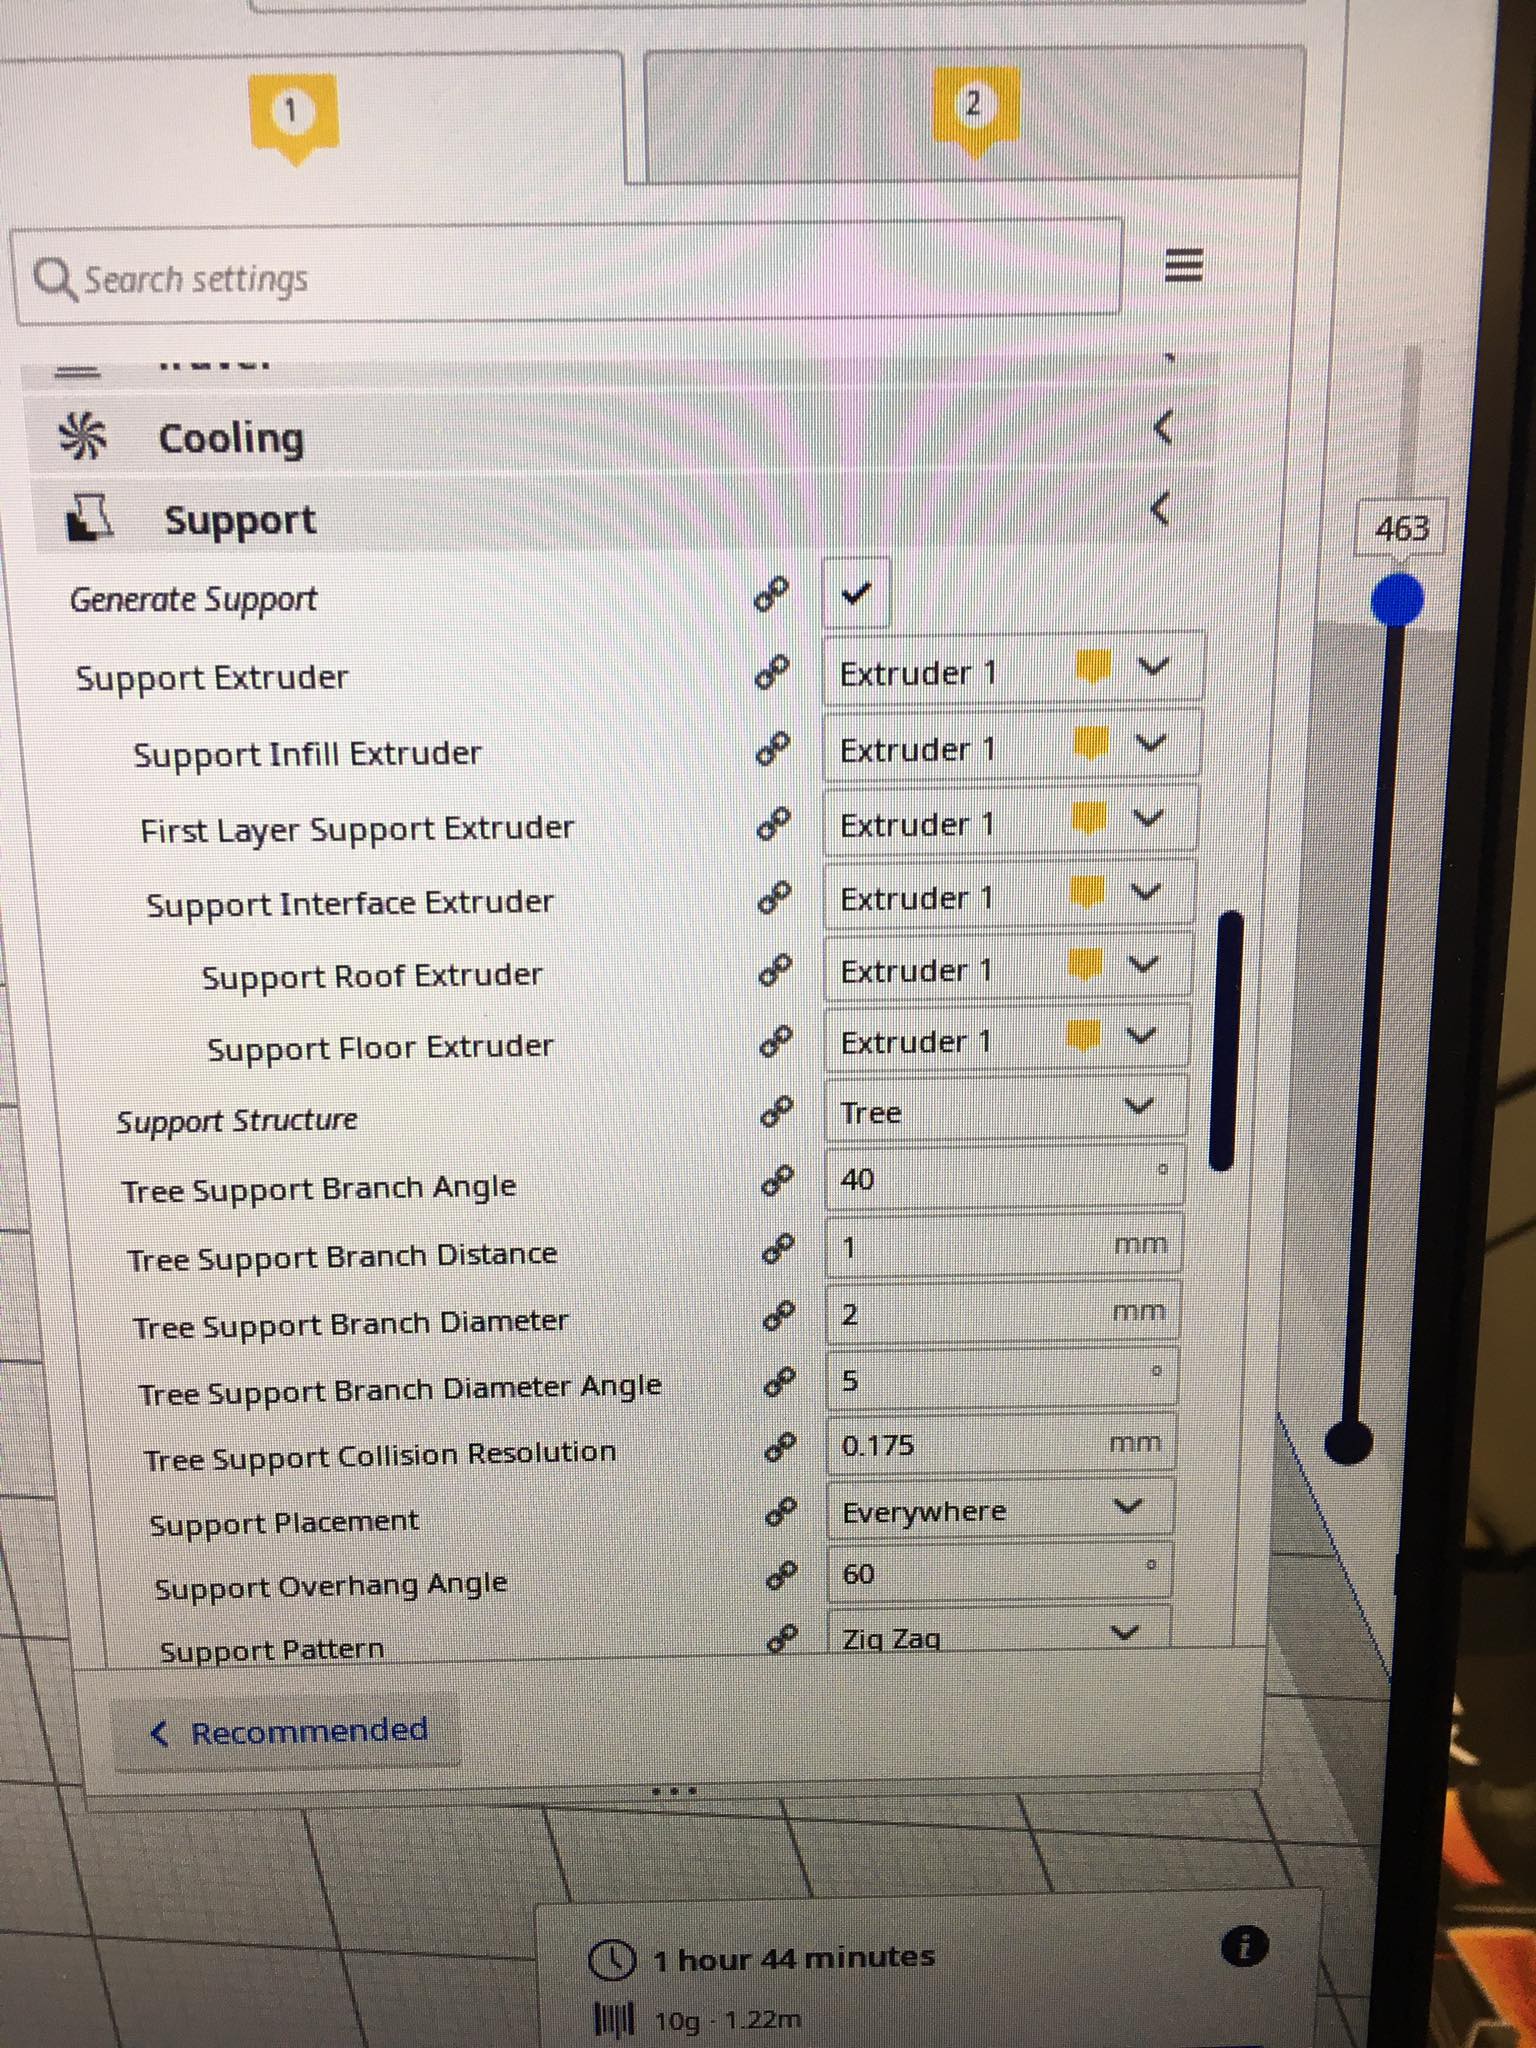 1
2
Search settings
Cooling
Support
463
Generate Support
Support Extruder Extruder 1
Support Infill Extruder Extruder 1
First Layer Support Extruder Extruder 1
Support Interface Extruder Extruder 1
Support Roof Extruder Extruder 1
Support Floor Extruder Extruder 1
Support Structure Tree
Tree Support Branch Angle 40 °
Tree Support Branch Distance 1 mm
Tree Support Branch Diameter 2 mm
Tree Support Branch Diameter Angle 5 °
Tree Support Collision Resolution 0.175 mm
Support Placement Everywhere
Support Overhang Angle 60 °
Support Pattern Zig Zag
Recommended
1 hour 44 minutes
10g · 1.22m